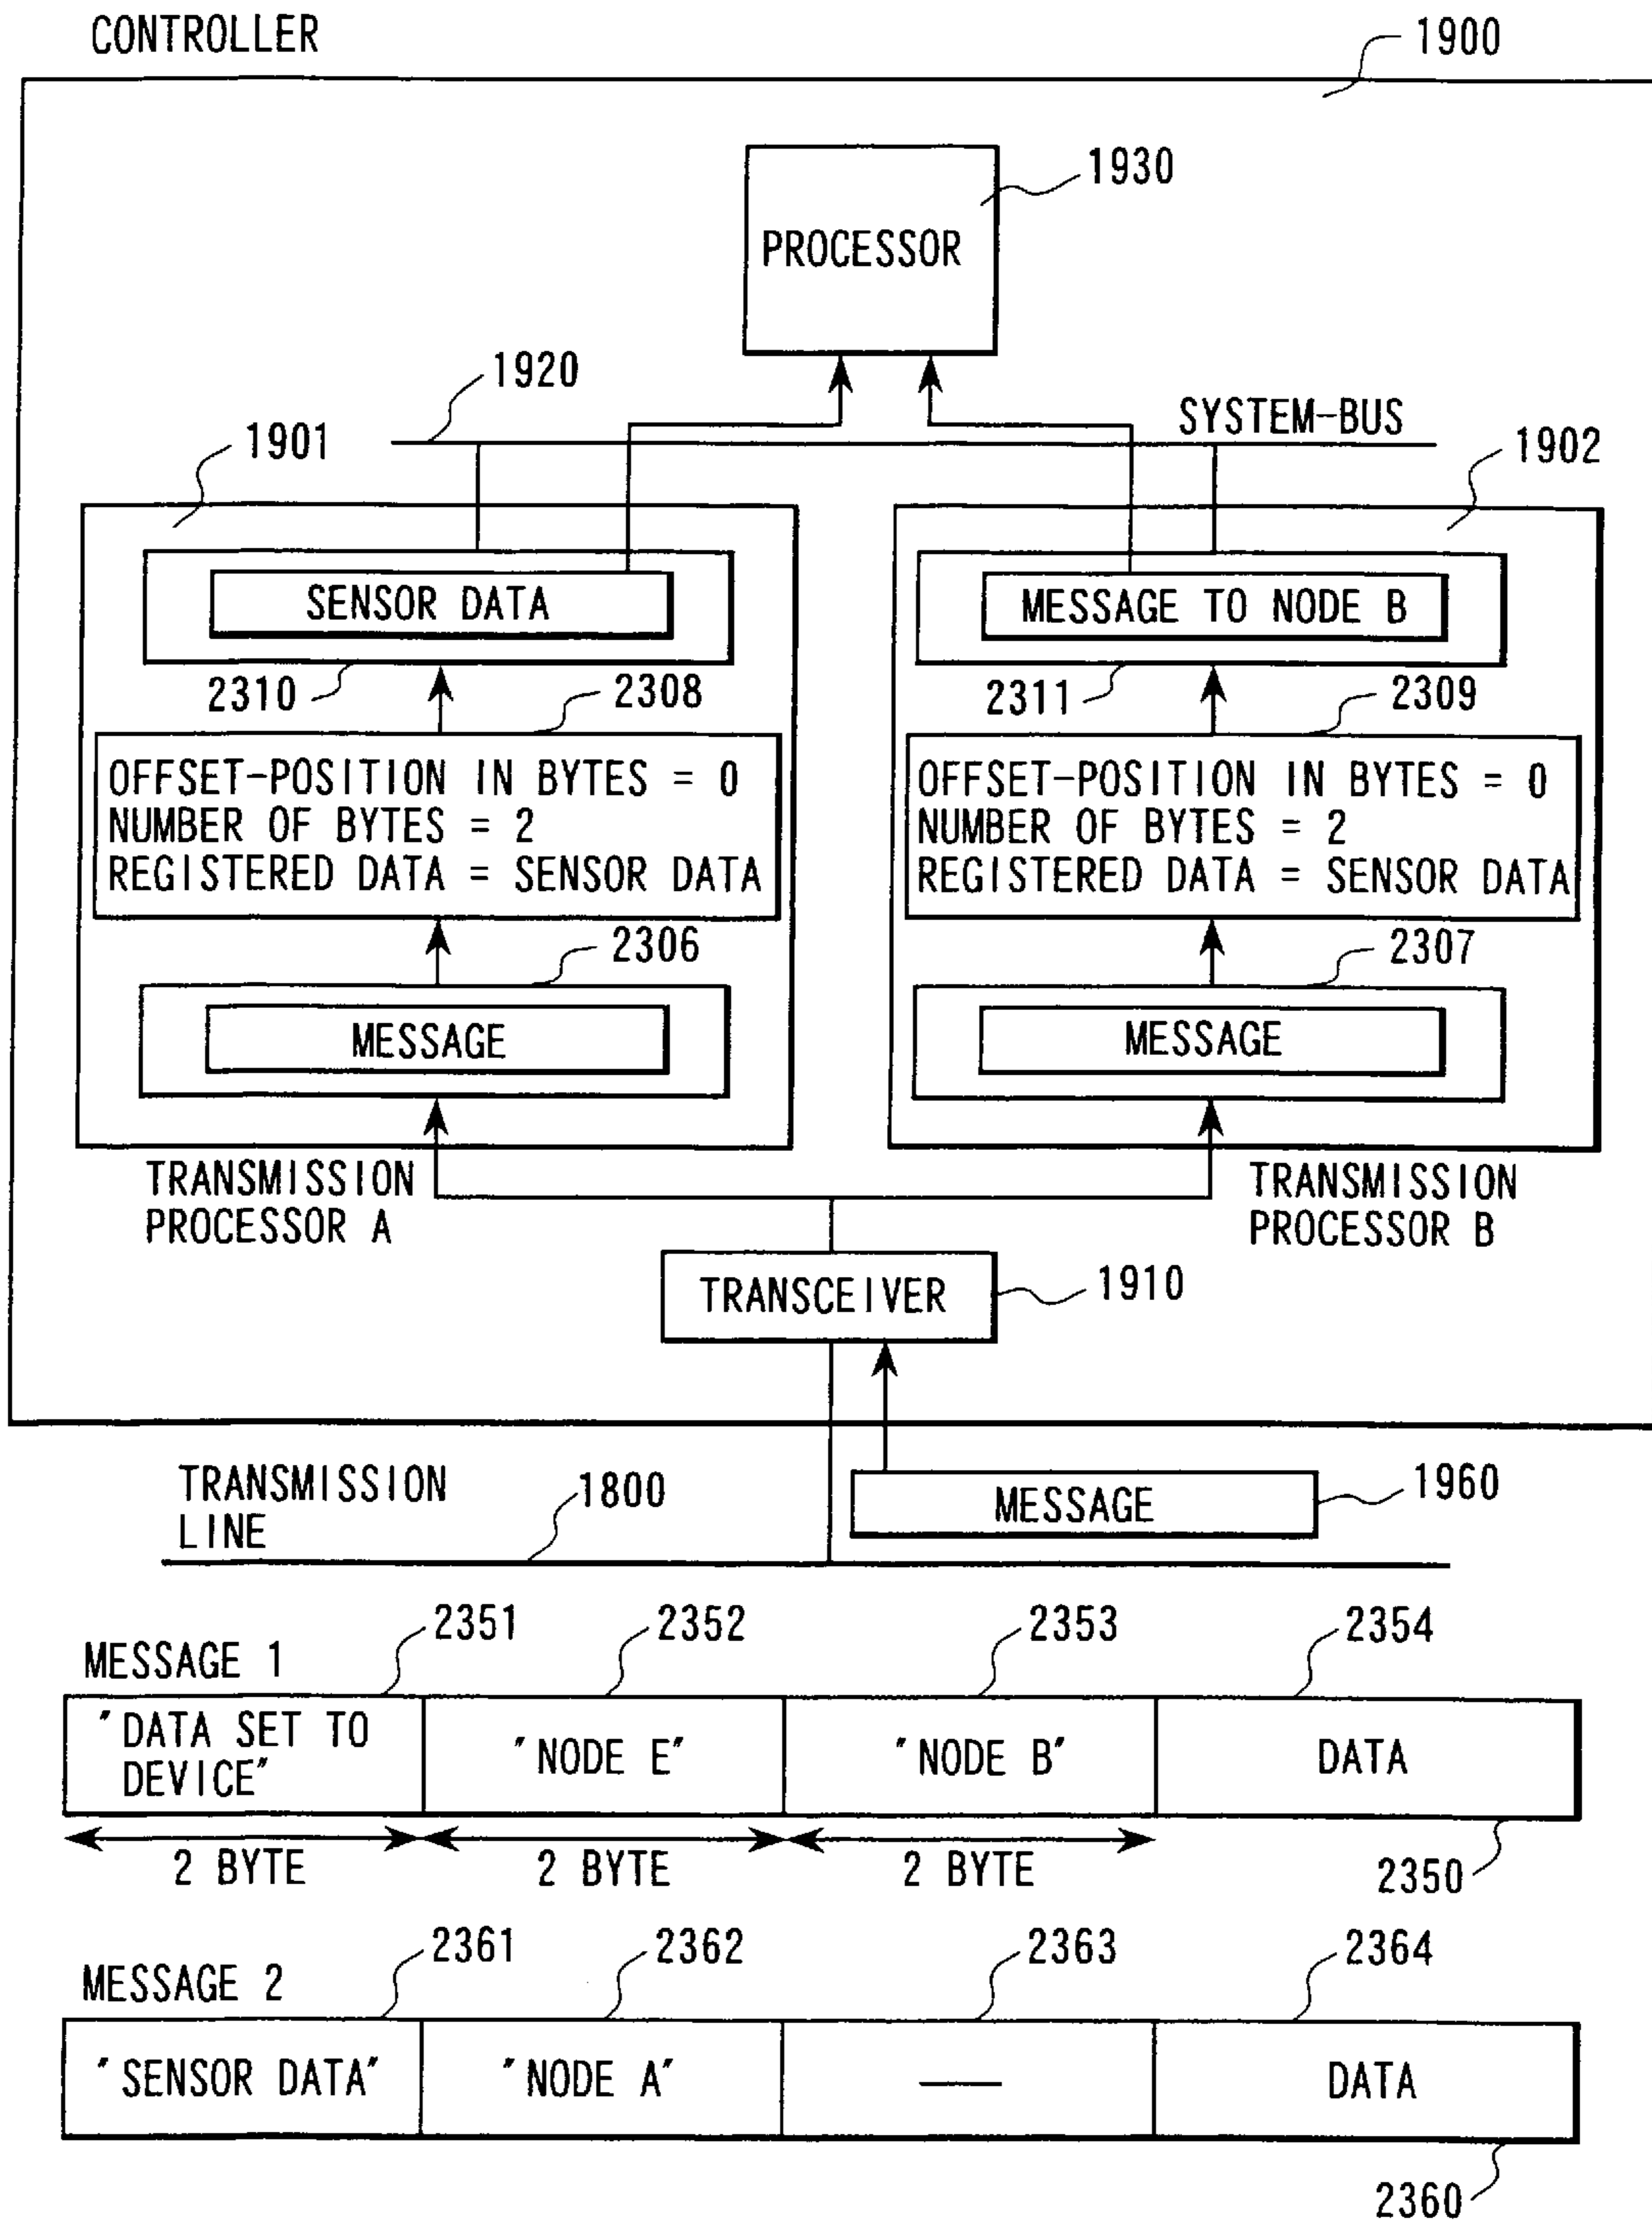 CONTROLLER
1900
1930
PROCESSOR
1920
SYSTEM-BUS
1901
1902
SENSOR DATA
MESSAGE TO NODE B
2310
2308
2311
2309
OFFSET-POSITION IN BYTES = 0
NUMBER OF BYTES = 2
REGISTERED DATA = SENSOR DATA
OFFSET-POSITION IN BYTES = 0
NUMBER OF BYTES = 2
REGISTERED DATA = SENSOR DATA
2306
2307
MESSAGE
MESSAGE
TRANSMISSION
PROCESSOR A
TRANSMISSION
PROCESSOR B
TRANSCEIVER
1910
TRANSMISSION
LINE
1800
MESSAGE
1960
MESSAGE 1
2351
2352
2353
2354
"DATA SET TO
DEVICE"
"NODE E"
"NODE B"
DATA
2 BYTE
2 BYTE
2 BYTE
2350
MESSAGE 2
2361
2362
2363
2364
"SENSOR DATA"
"NODE A"
—
DATA
2360